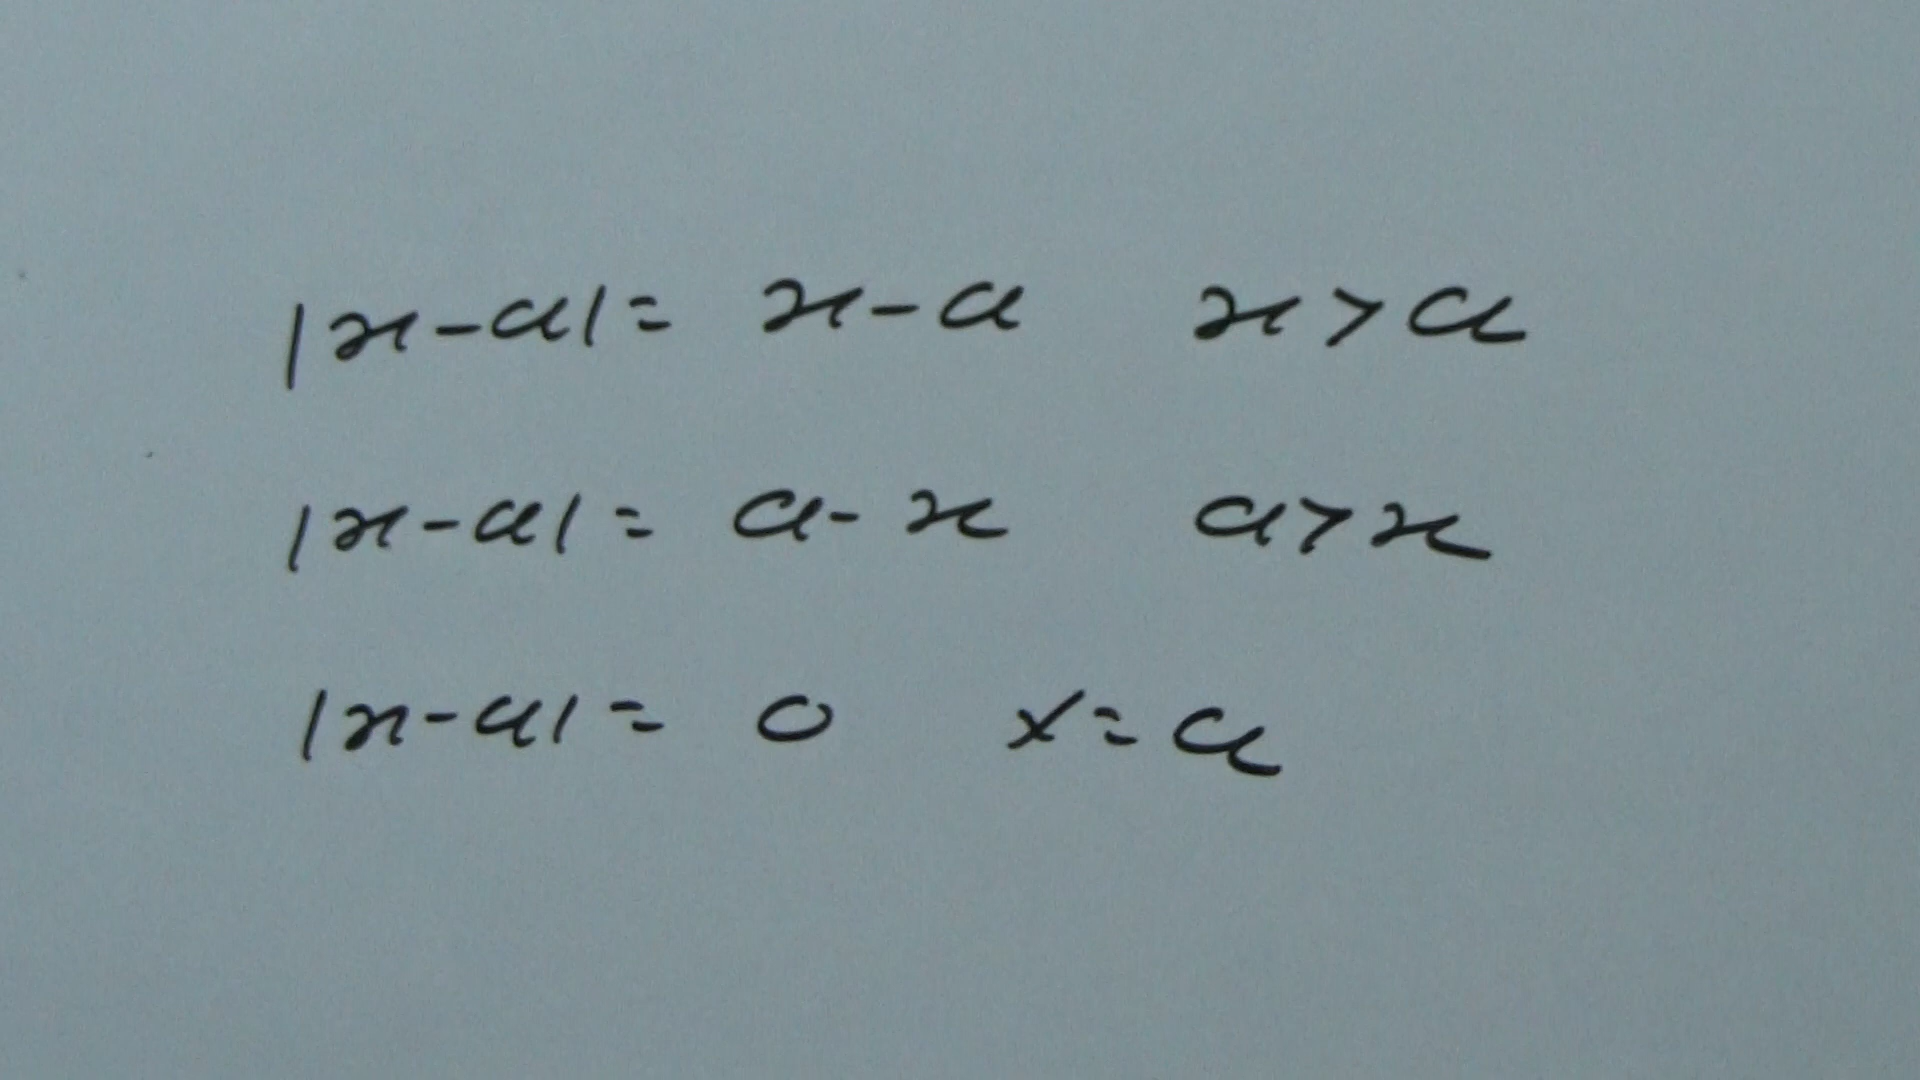 |x-a| = x-a x>a
|x-a| = a-x a>x
|x-a| = 0 x=a